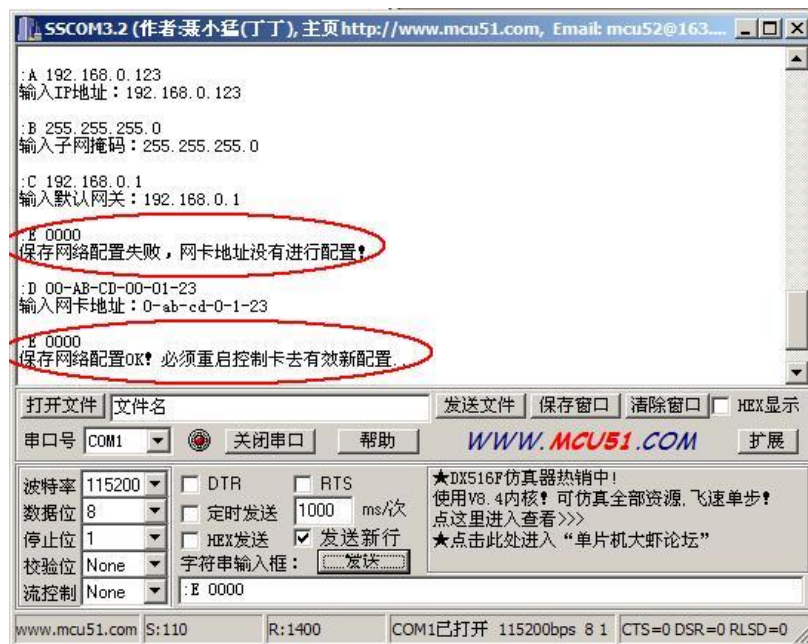 SSCOM3.2 (作者:聂小猛(丁丁), 主页http://www.mcu51.com, Email: mcu52@163....
:A 192.168.0.123
输入IP地址：192.168.0.123
:B 255.255.255.0
输入子网掩码：255.255.255.0
:C 192.168.0.1
输入默认网关：192.168.0.1
:E 0000
保存网络配置失败，网卡地址没有进行配置！
:D 00-AB-CD-00-01-23
输入网卡地址：0-ab-cd-0-1-23
:E 0000
保存网络配置OK！必须重启控制卡去有效新配置.
打开文件 文件名 发送文件 保存窗口 清除窗口 HEX显示
串口号 COM1 关闭串口 帮助 WWW.MCU51.COM 扩展
波特率 115200 DTR RTS
数据位 8 定时发送 1000 ms/次
停止位 1 HEX发送 发送新行
校验位 None 字符串输入框： 发送
流控制 None :E 0000
★DX516F仿真器热销中!
使用V8.4内核！可仿真全部资源,飞速单步！
点这里进入查看>>>
★点击此处进入“单片机大虾论坛”
www.mcu51.com S:110 R:1400 COM1已打开 115200bps 8 1 CTS=0 DSR=0 RLSD=0